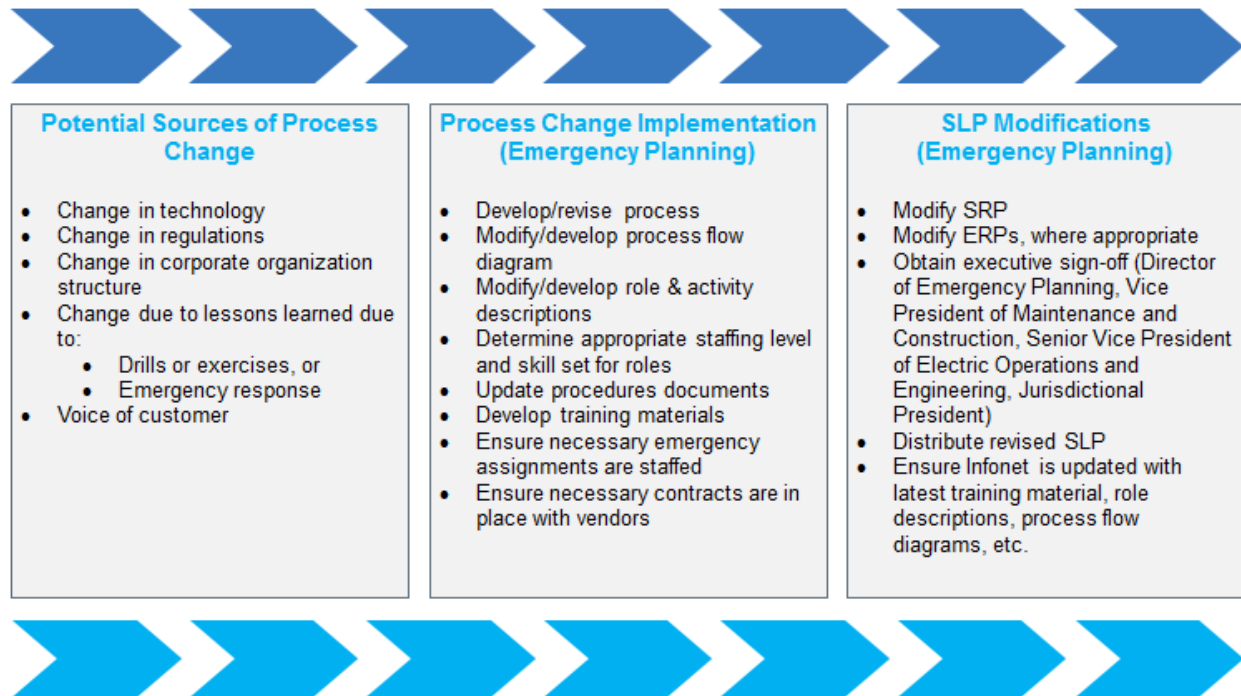 Potential Sources of Process
Change
• Change in technology
• Change in regulations
• Change in corporate organization
structure
• Change due to lessons learned due
to:
• Drills or exercises, or
• Emergency response
• Voice of customer
Process Change Implementation
(Emergency Planning)
• Develop/revise process
• Modify/develop process flow
diagram
• Modify/develop role & activity
descriptions
• Determine appropriate staffing level
and skill set for roles
• Update procedures documents
• Develop training materials
• Ensure necessary emergency
assignments are staffed
• Ensure necessary contracts are in
place with vendors
SLP Modifications
(Emergency Planning)
• Modify SRP
• Modify ERPs, where appropriate
• Obtain executive sign-off (Director
of Emergency Planning, Vice
President of Maintenance and
Construction, Senior Vice President
of Electric Operations and
Engineering, Jurisdictional
President)
• Distribute revised SLP
• Ensure Infonet is updated with
latest training material, role
descriptions, process flow
diagrams, etc.